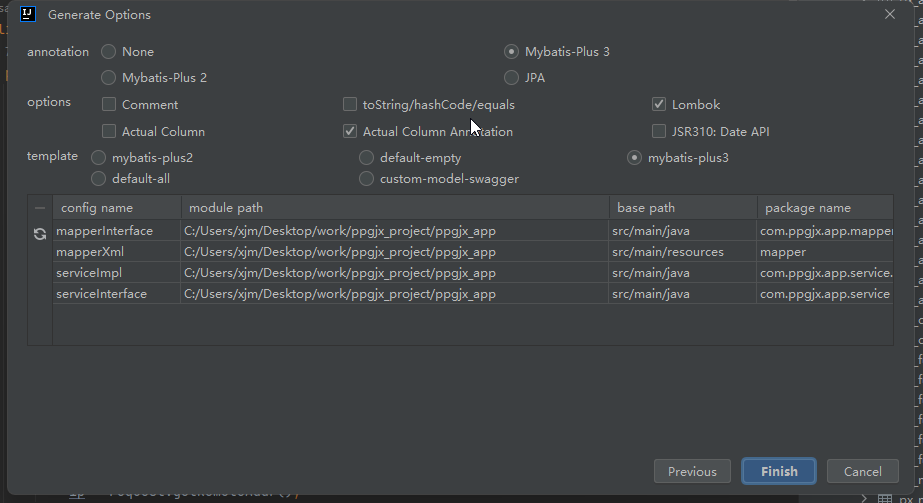 Generate Options
annotation None Mybatis-Plus 3
Mybatis-Plus 2 JPA
options Comment toString/hashCode/equals Lombok
Actual Column Actual Column Annotation JSR310: Date API
template mybatis-plus2 default-empty mybatis-plus3
default-all custom-model-swagger
config name module path base path package name
mapperInterface C:/Users/xjm/Desktop/work/ppgjx_project/ppgjx_app src/main/java com.ppgjx.app.mapper
mapperXml C:/Users/xjm/Desktop/work/ppgjx_project/ppgjx_app src/main/resources mapper
serviceImpl C:/Users/xjm/Desktop/work/ppgjx_project/ppgjx_app src/main/java com.ppgjx.app.service.
serviceInterface C:/Users/xjm/Desktop/work/ppgjx_project/ppgjx_app src/main/java com.ppgjx.app.service
Previous Finish Cancel